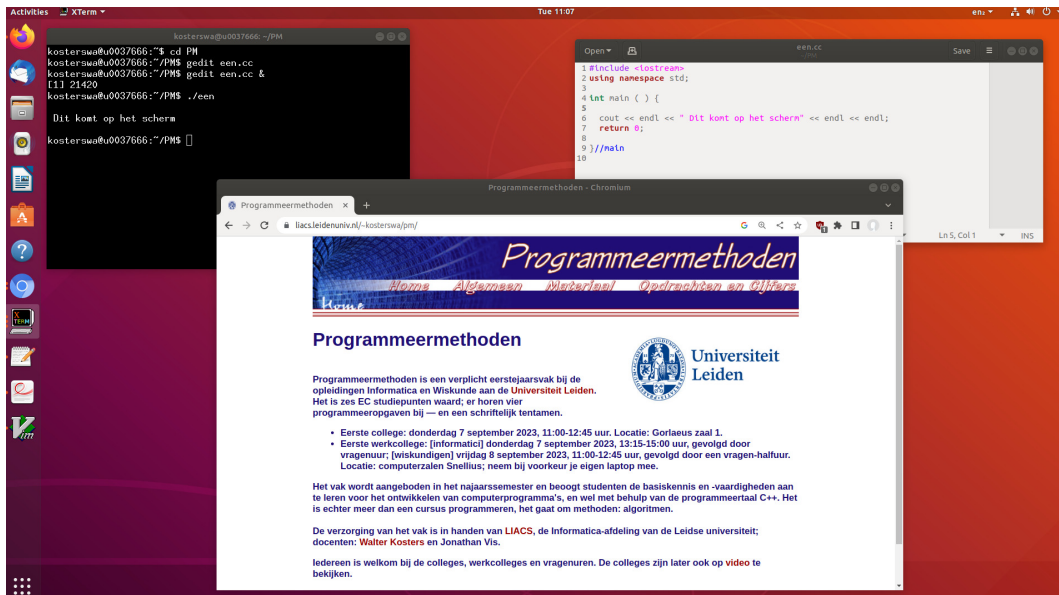 Activities XTerm Tue 11:07 en₂
kosterswa@u0037666: ~/PM
kosterswa@u0037666:~$ cd PM
kosterswa@u0037666:~/PM$ gedit een.cc
kosterswa@u0037666:~/PM$ gedit een.cc &
[1] 21420
kosterswa@u0037666:~/PM$ ./een
Dit komt op het scherm
kosterswa@u0037666:~/PM$
Open een.cc Save
~/PM
1 #include <iostream>
2 using namespace std;
3
4 int main ( ) {
5
6 cout << endl << " Dit komt op het scherm" << endl << endl;
7 return 0;
8
9 }//main
10
Ln 5, Col 1 INS
Programmeermethoden - Chromium
Programmeermethoden × +
liacs.leidenuniv.nl/~kosterswa/pm/
Programmeermethoden
Home Algemeen Materiaal Opdrachten en Cijfers
Home
Programmeermethoden
Universiteit
Leiden
Programmeermethoden is een verplicht eerstejaarsvak bij de
opleidingen Informatica en Wiskunde aan de Universiteit Leiden.
Het is zes EC studiepunten waard; er horen vier
programmeeropgaven bij — en een schriftelijk tentamen.
• Eerste college: donderdag 7 september 2023, 11:00-12:45 uur. Locatie: Gorlaeus zaal 1.
• Eerste werkcollege: [informatici] donderdag 7 september 2023, 13:15-15:00 uur, gevolgd door
vragenuur; [wiskundigen] vrijdag 8 september 2023, 11:00-12:45 uur, gevolgd door een vragen-halfuur.
Locatie: computerzalen Snellius; neem bij voorkeur je eigen laptop mee.
Het vak wordt aangeboden in het najaarssemester en beoogt studenten de basiskennis en -vaardigheden aan
te leren voor het ontwikkelen van computerprogramma's, en wel met behulp van de programmeertaal C++. Het
is echter meer dan een cursus programmeren, het gaat om methoden: algoritmen.
De verzorging van het vak is in handen van LIACS, de Informatica-afdeling van de Leidse universiteit;
docenten: Walter Kosters en Jonathan Vis.
Iedereen is welkom bij de colleges, werkcolleges en vragenuren. De colleges zijn later ook op video te
bekijken.
X
TERM
Vim